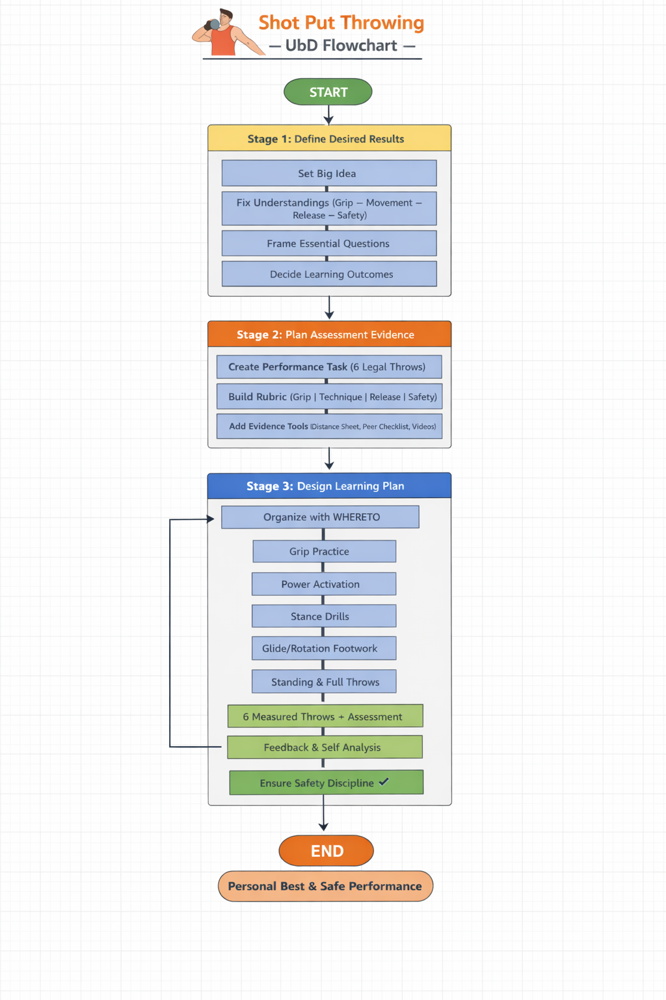 Shot Put Throwing
— UbD Flowchart —
START
Stage 1: Define Desired Results
Set Big Idea
Fix Understandings (Grip – Movement –
Release – Safety)
Frame Essential Questions
Decide Learning Outcomes
Stage 2: Plan Assessment Evidence
Create Performance Task (6 Legal Throws)
Build Rubric (Grip | Technique | Release | Safety)
Add Evidence Tools (Distance Sheet, Peer Checklist, Videos)
Stage 3: Design Learning Plan
Organize with WHERETO
Grip Practice
Power Activation
Stance Drills
Glide/Rotation Footwork
Standing & Full Throws
6 Measured Throws + Assessment
Feedback & Self Analysis
Ensure Safety Discipline ✔
END
Personal Best & Safe Performance